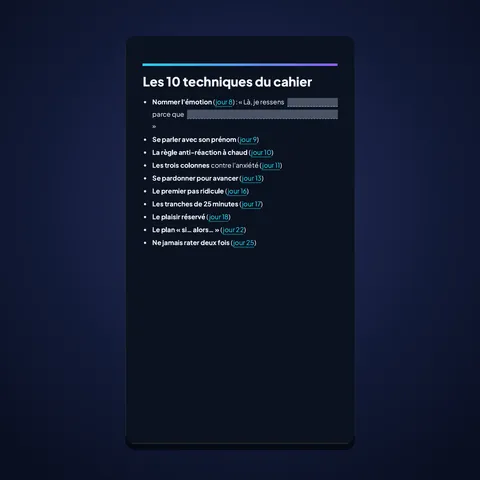 Les 10 techniques du cahier
• Nommer l'émotion (jour 8) : « Là, je ressens
parce que
»
• Se parler avec son prénom (jour 9)
• La règle anti-réaction à chaud (jour 10)
• Les trois colonnes contre l'anxiété (jour 11)
• Se pardonner pour avancer (jour 13)
• Le premier pas ridicule (jour 16)
• Les tranches de 25 minutes (jour 17)
• Le plaisir réservé (jour 18)
• Le plan « si… alors… » (jour 22)
• Ne jamais rater deux fois (jour 25)